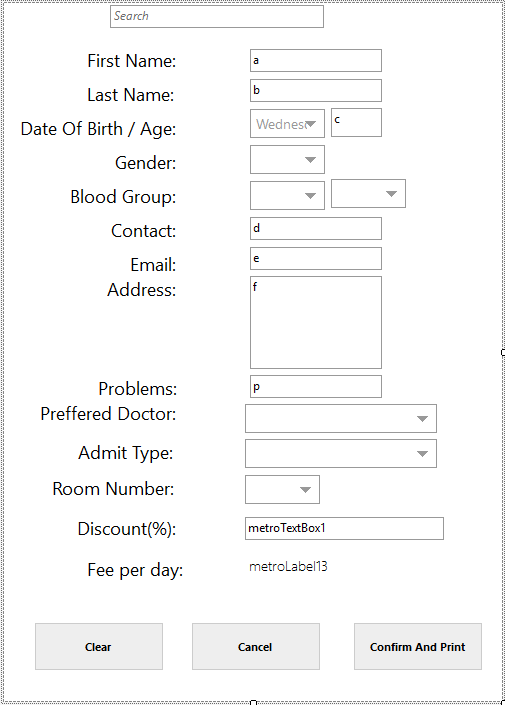 Search
First Name: a
Last Name: b
Date Of Birth / Age: Wednes c
Gender:
Blood Group:
Contact: d
Email: e
Address: f
Problems: p
Preffered Doctor:
Admit Type:
Room Number:
Discount(%): metroTextBox1
Fee per day: metroLabel13
Clear Cancel Confirm And Print